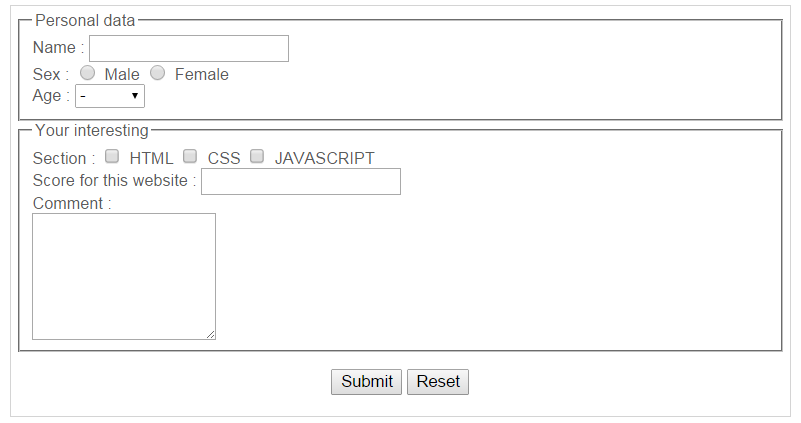 Personal data
Name :
Sex : Male Female
Age : -
Your interesting
Section : HTML CSS JAVASCRIPT
Score for this website :
Comment :
Submit Reset